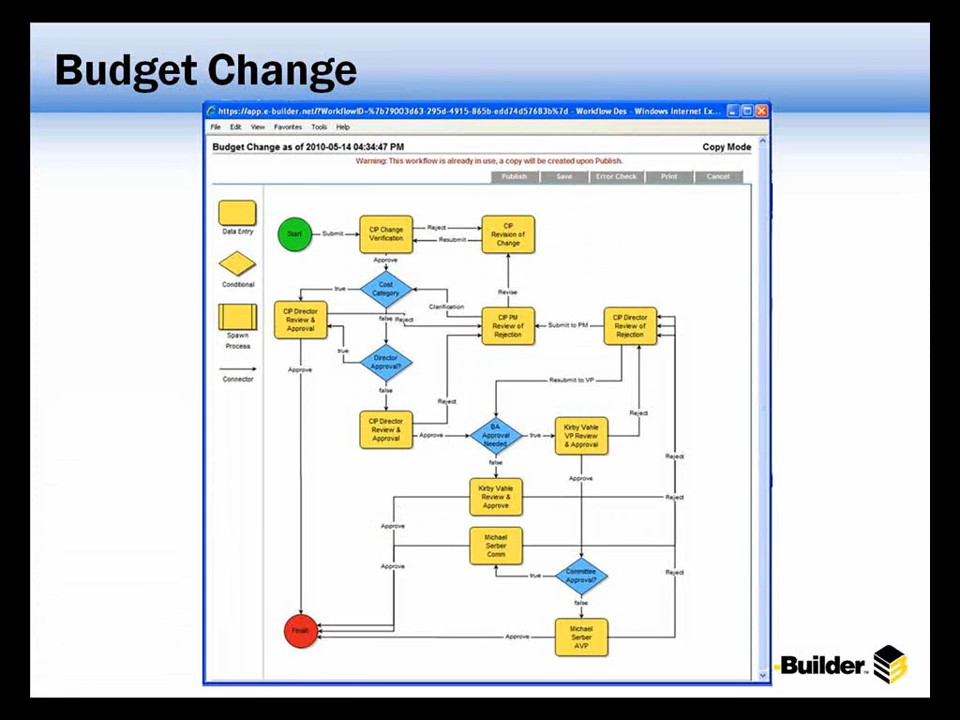 Budget Change
https://app.e-builder.net/?WorkflowID=%7b79003d63-295d-4915-865b-edd74d57683b%7d - Workflow Des - Windows Internet Ex...
File Edit View Favorites Tools Help
Budget Change as of 2010-05-14 04:34:47 PM
Copy Mode
Warning: This workflow is already in use, a copy will be created upon Publish.
Publish Save Error Check Print Cancel
Data Entry
Conditional
Spawn
Process
Connector
Start
Submit
CIP Change
Verification
Reject
Resubmit
CIP
Revision of
Change
Approve
Revise
Cost
Category
true
Clarification
false
Reject
CIP Director
Review &
Approval
CIP PM
Review of
Rejection
Submit to PM
CIP Director
Review of
Rejection
true
Director
Approval?
Approve
false
Resubmit to VP
Reject
Reject
CIP Director
Review &
Approval
Approve
BA
Approval
Needed
true
Kirby Vahle
VP Review
& Approval
false
Reject
Approve
Kirby Vahle
Review &
Approve
Reject
Approve
Michael
Serber
Comm
Approve
true
Committee
Approval?
Reject
false
Finish
Approve
Michael
Serber
AVP
-Builder™